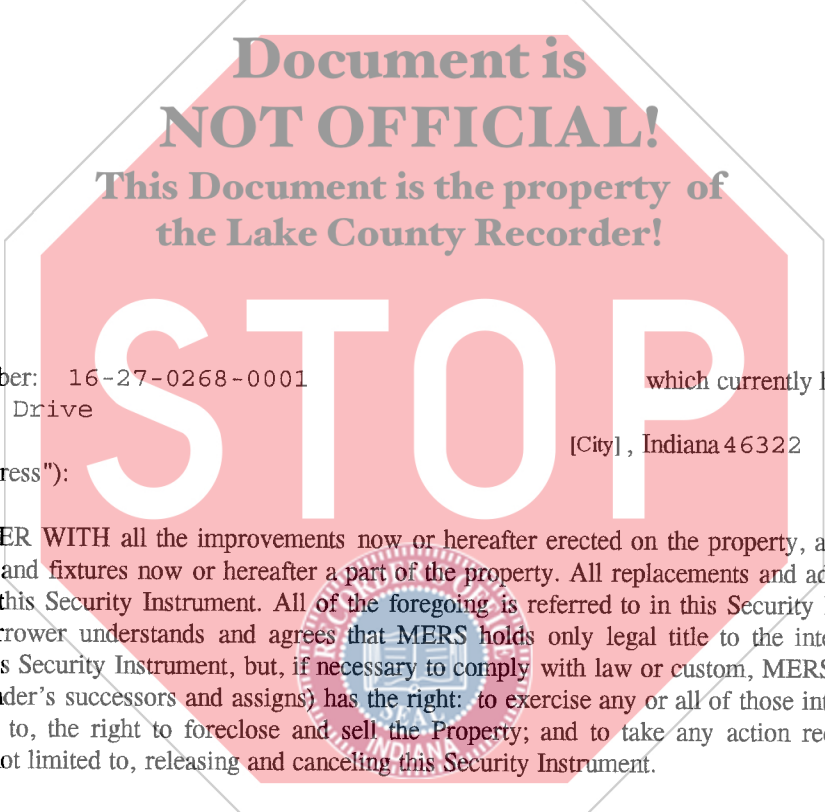 Document is
NOT OFFICIAL!
This Document is the property of
the Lake County Recorder!
STOP
ber: 16-27-0268-0001 which currently h
Drive
[City] , Indiana 46322
ress"):
ER WITH all the improvements now or hereafter erected on the property, a
and fixtures now or hereafter a part of the property. All replacements and ad
this Security Instrument. All of the foregoing is referred to in this Security
rrower understands and agrees that MERS holds only legal title to the inte
s Security Instrument, but, if necessary to comply with law or custom, MERS
der's successors and assigns) has the right: to exercise any or all of those int
to, the right to foreclose and sell the Property; and to take any action re
ot limited to, releasing and canceling this Security Instrument.
RECORDER'S OFFICE
SEAL
INDIANA